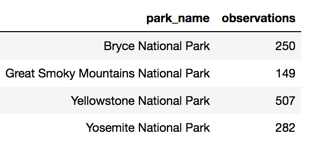 park_name observations
Bryce National Park 250
Great Smoky Mountains National Park 149
Yellowstone National Park 507
Yosemite National Park 282